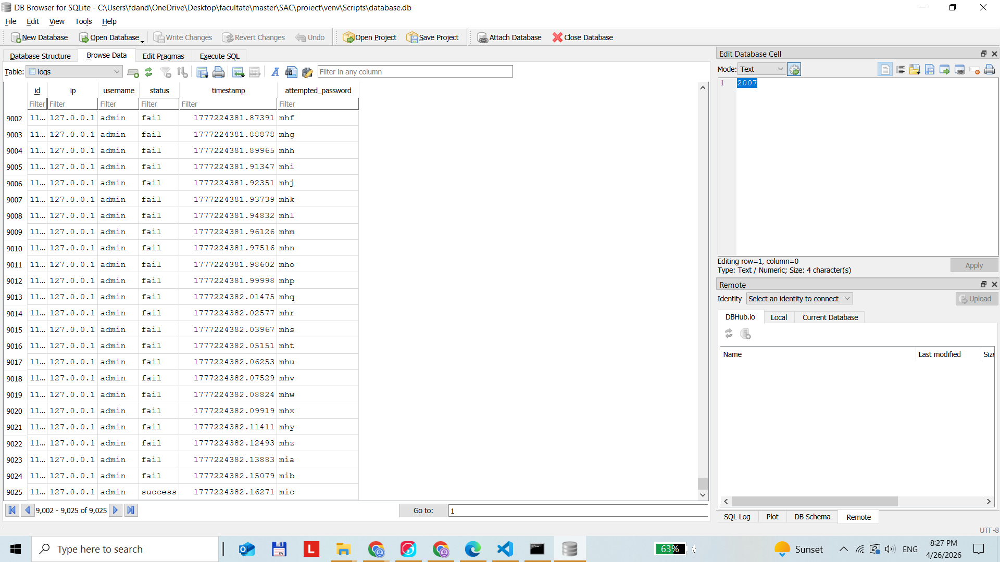 DB Browser for SQLite - C:\Users\fdand\OneDrive\Desktop\facultate\master\SAC\project\venv\Scripts\database.db
File Edit View Tools Help
New Database Open Database Write Changes Revert Changes Undo Open Project Save Project Attach Database Close Database
Database Structure Browse Data Edit Pragmas Execute SQL
Table: logs Filter in any column
id ip username status timestamp attempted_password
Filter Filter Filter Filter Filter Filter
9002 11... 127.0.0.1 admin fail 1777224381.87391 mhf
9003 11... 127.0.0.1 admin fail 1777224381.88878 mhg
9004 11... 127.0.0.1 admin fail 1777224381.89965 mhh
9005 11... 127.0.0.1 admin fail 1777224381.91347 mhi
9006 11... 127.0.0.1 admin fail 1777224381.92351 mhj
9007 11... 127.0.0.1 admin fail 1777224381.93739 mhk
9008 11... 127.0.0.1 admin fail 1777224381.94832 mhl
9009 11... 127.0.0.1 admin fail 1777224381.96126 mhm
9010 11... 127.0.0.1 admin fail 1777224381.97516 mhn
9011 11... 127.0.0.1 admin fail 1777224381.98602 mho
9012 11... 127.0.0.1 admin fail 1777224381.99998 mhp
9013 11... 127.0.0.1 admin fail 1777224382.01475 mhq
9014 11... 127.0.0.1 admin fail 1777224382.02577 mhr
9015 11... 127.0.0.1 admin fail 1777224382.03967 mhs
9016 11... 127.0.0.1 admin fail 1777224382.05151 mht
9017 11... 127.0.0.1 admin fail 1777224382.06253 mhu
9018 11... 127.0.0.1 admin fail 1777224382.07529 mhv
9019 11... 127.0.0.1 admin fail 1777224382.08824 mhw
9020 11... 127.0.0.1 admin fail 1777224382.09919 mhx
9021 11... 127.0.0.1 admin fail 1777224382.11411 mhy
9022 11... 127.0.0.1 admin fail 1777224382.12493 mhz
9023 11... 127.0.0.1 admin fail 1777224382.13883 mia
9024 11... 127.0.0.1 admin fail 1777224382.15079 mib
9025 11... 127.0.0.1 admin success 1777224382.16271 mic
9,002 - 9,025 of 9,025 Go to: 1
Edit Database Cell
Mode: Text
1 2007
Editing row=1, column=0
Type: Text / Numeric; Size: 4 character(s)
Apply
Remote
Identity Select an identity to connect Upload
DBHub.io Local Current Database
Name Last modified Size
SQL Log Plot DB Schema Remote
UTF-8
Type here to search
64
L
63%
Sunset
ENG
8:27 PM
4/26/2026